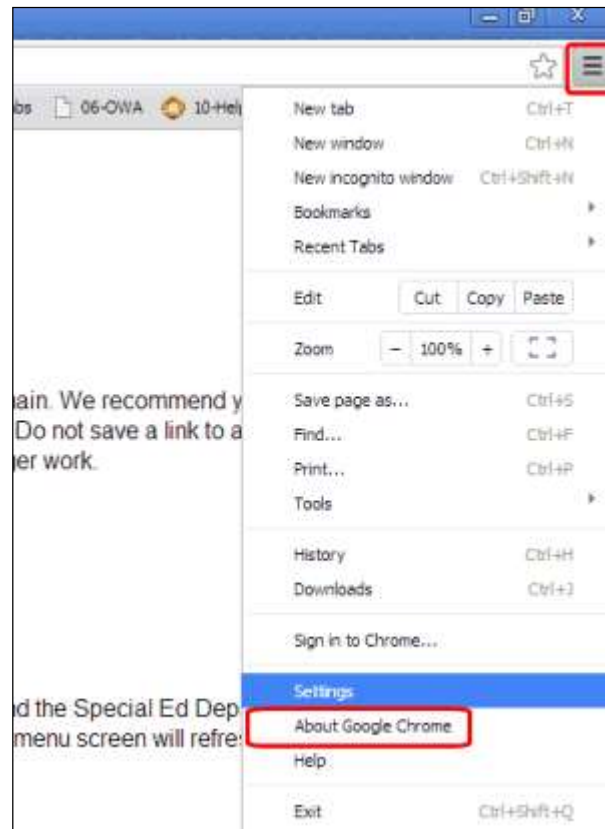 bs 06-OWA 10-Help
New tab Ctrl+T
New window Ctrl+N
New incognito window Ctrl+Shift+N
Bookmarks
Recent Tabs
Edit Cut Copy Paste
Zoom - 100% +
ain. We recommend y
Save page as... Ctrl+S
Do not save a link to a
Find... Ctrl+F
er work.
Print... Ctrl+P
Tools
History Ctrl+H
Downloads Ctrl+J
Sign in to Chrome...
Settings
d the Special Ed Dep
About Google Chrome
menu screen will refre
Help
Exit Ctrl+Shift+Q